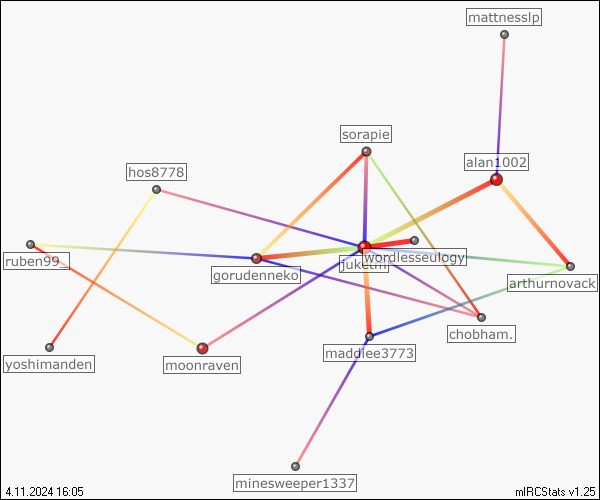 mattnesslp
sorapie
alan1002
hos8778
wordlesseulogy
ruben99_
gorudenneko
arthurnovack
chobham.
maddiee3773
yoshimanden
moonraven
minesweeper1337
4.11.2024 16:05
mIRCStats v1.25